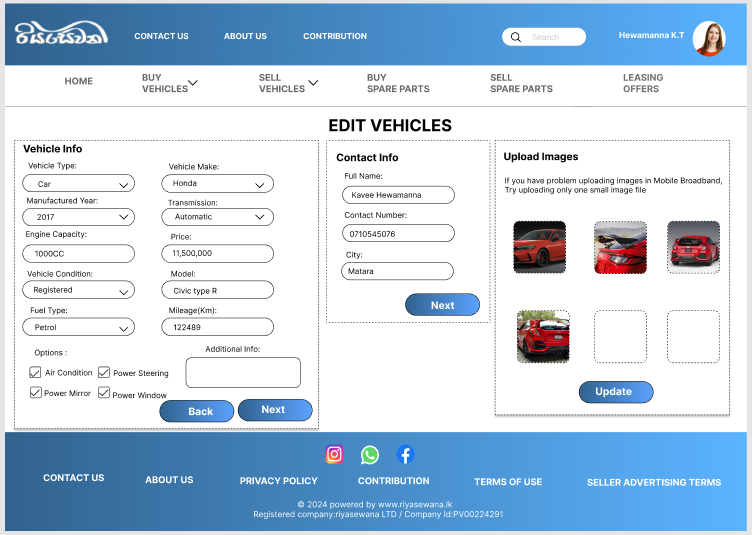 රියසෙවන
CONTACT US
ABOUT US
CONTRIBUTION
Search
Hewamanna K.T
HOME
BUY
VEHICLES
SELL
VEHICLES
BUY
SPARE PARTS
SELL
SPARE PARTS
LEASING
OFFERS
EDIT VEHICLES
Vehicle Info
Vehicle Type:
Car
Vehicle Make:
Honda
Manufactured Year:
2017
Transmission:
Automatic
Engine Capacity:
1000CC
Price:
11,500,000
Vehicle Condition:
Registered
Model:
Civic type R
Fuel Type:
Petrol
Mileage(Km):
122489
Options :
Air Condition
Power Steering
Power Mirror
Power Window
Additional Info:
Back
Next
Contact Info
Full Name:
Kavee Hewamanna
Contact Number:
0710545076
City:
Matara
Next
Upload Images
If you have problem uploading images in Mobile Broadband,
Try uploading only one small image file
Update
CONTACT US
ABOUT US
PRIVACY POLICY
CONTRIBUTION
TERMS OF USE
SELLER ADVERTISING TERMS
© 2024 powered by www.riyasewana.lk
Registered company:riyasewana LTD / Company Id:PV00224291